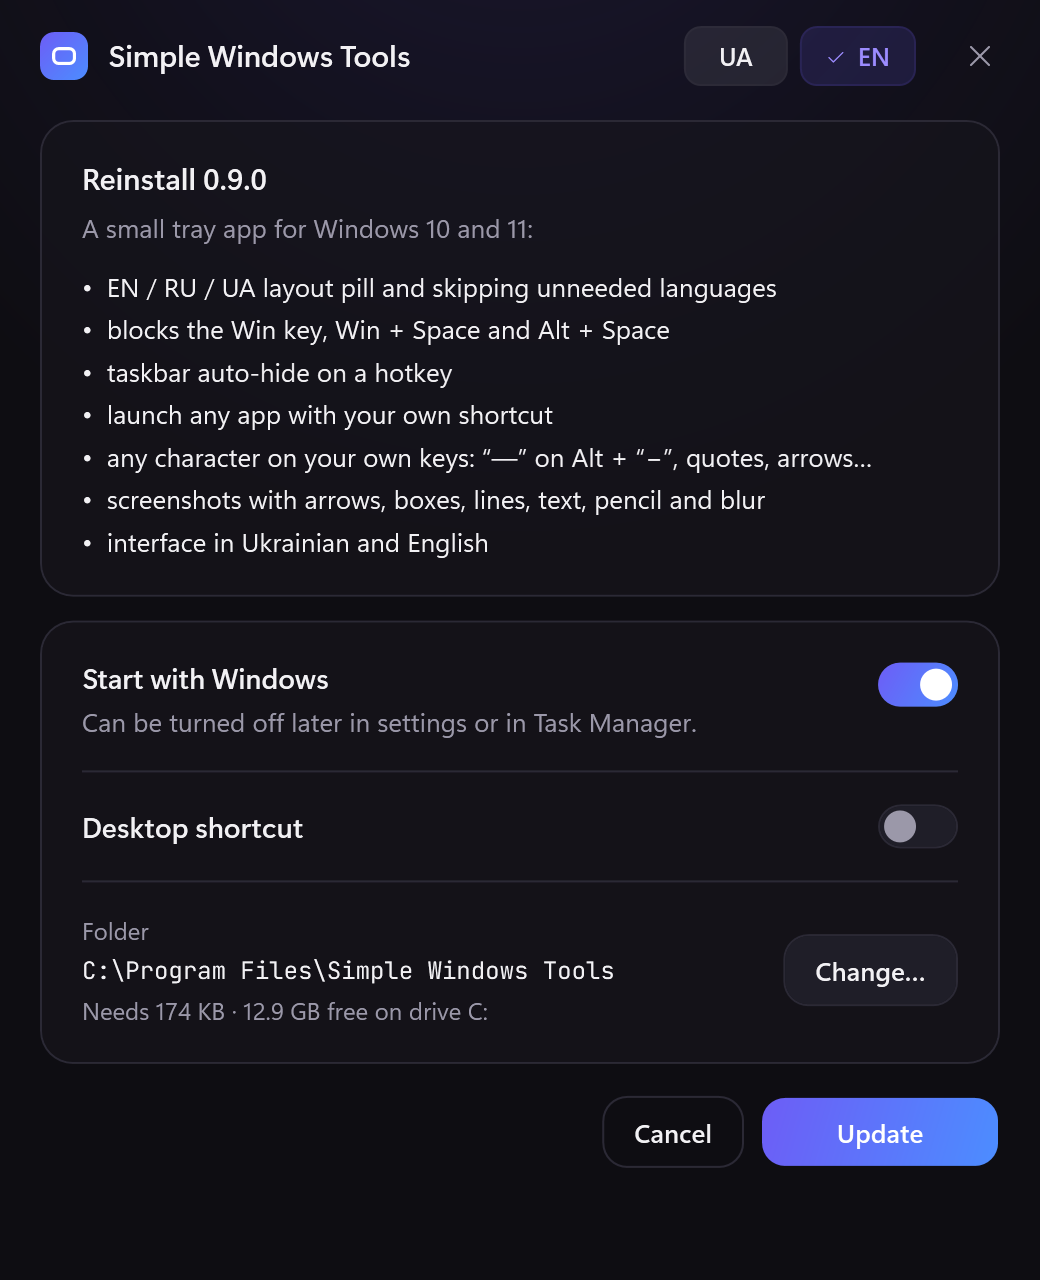 Simple Windows Tools
UA
✓ EN
Reinstall 0.9.0
A small tray app for Windows 10 and 11:
• EN / RU / UA layout pill and skipping unneeded languages
• blocks the Win key, Win + Space and Alt + Space
• taskbar auto-hide on a hotkey
• launch any app with your own shortcut
• any character on your own keys: “—” on Alt + “−”, quotes, arrows…
• screenshots with arrows, boxes, lines, text, pencil and blur
• interface in Ukrainian and English
Start with Windows
Can be turned off later in settings or in Task Manager.
Desktop shortcut
Folder
C:\Program Files\Simple Windows Tools
Needs 174 KB · 12.9 GB free on drive C:
Change…
Cancel
Update